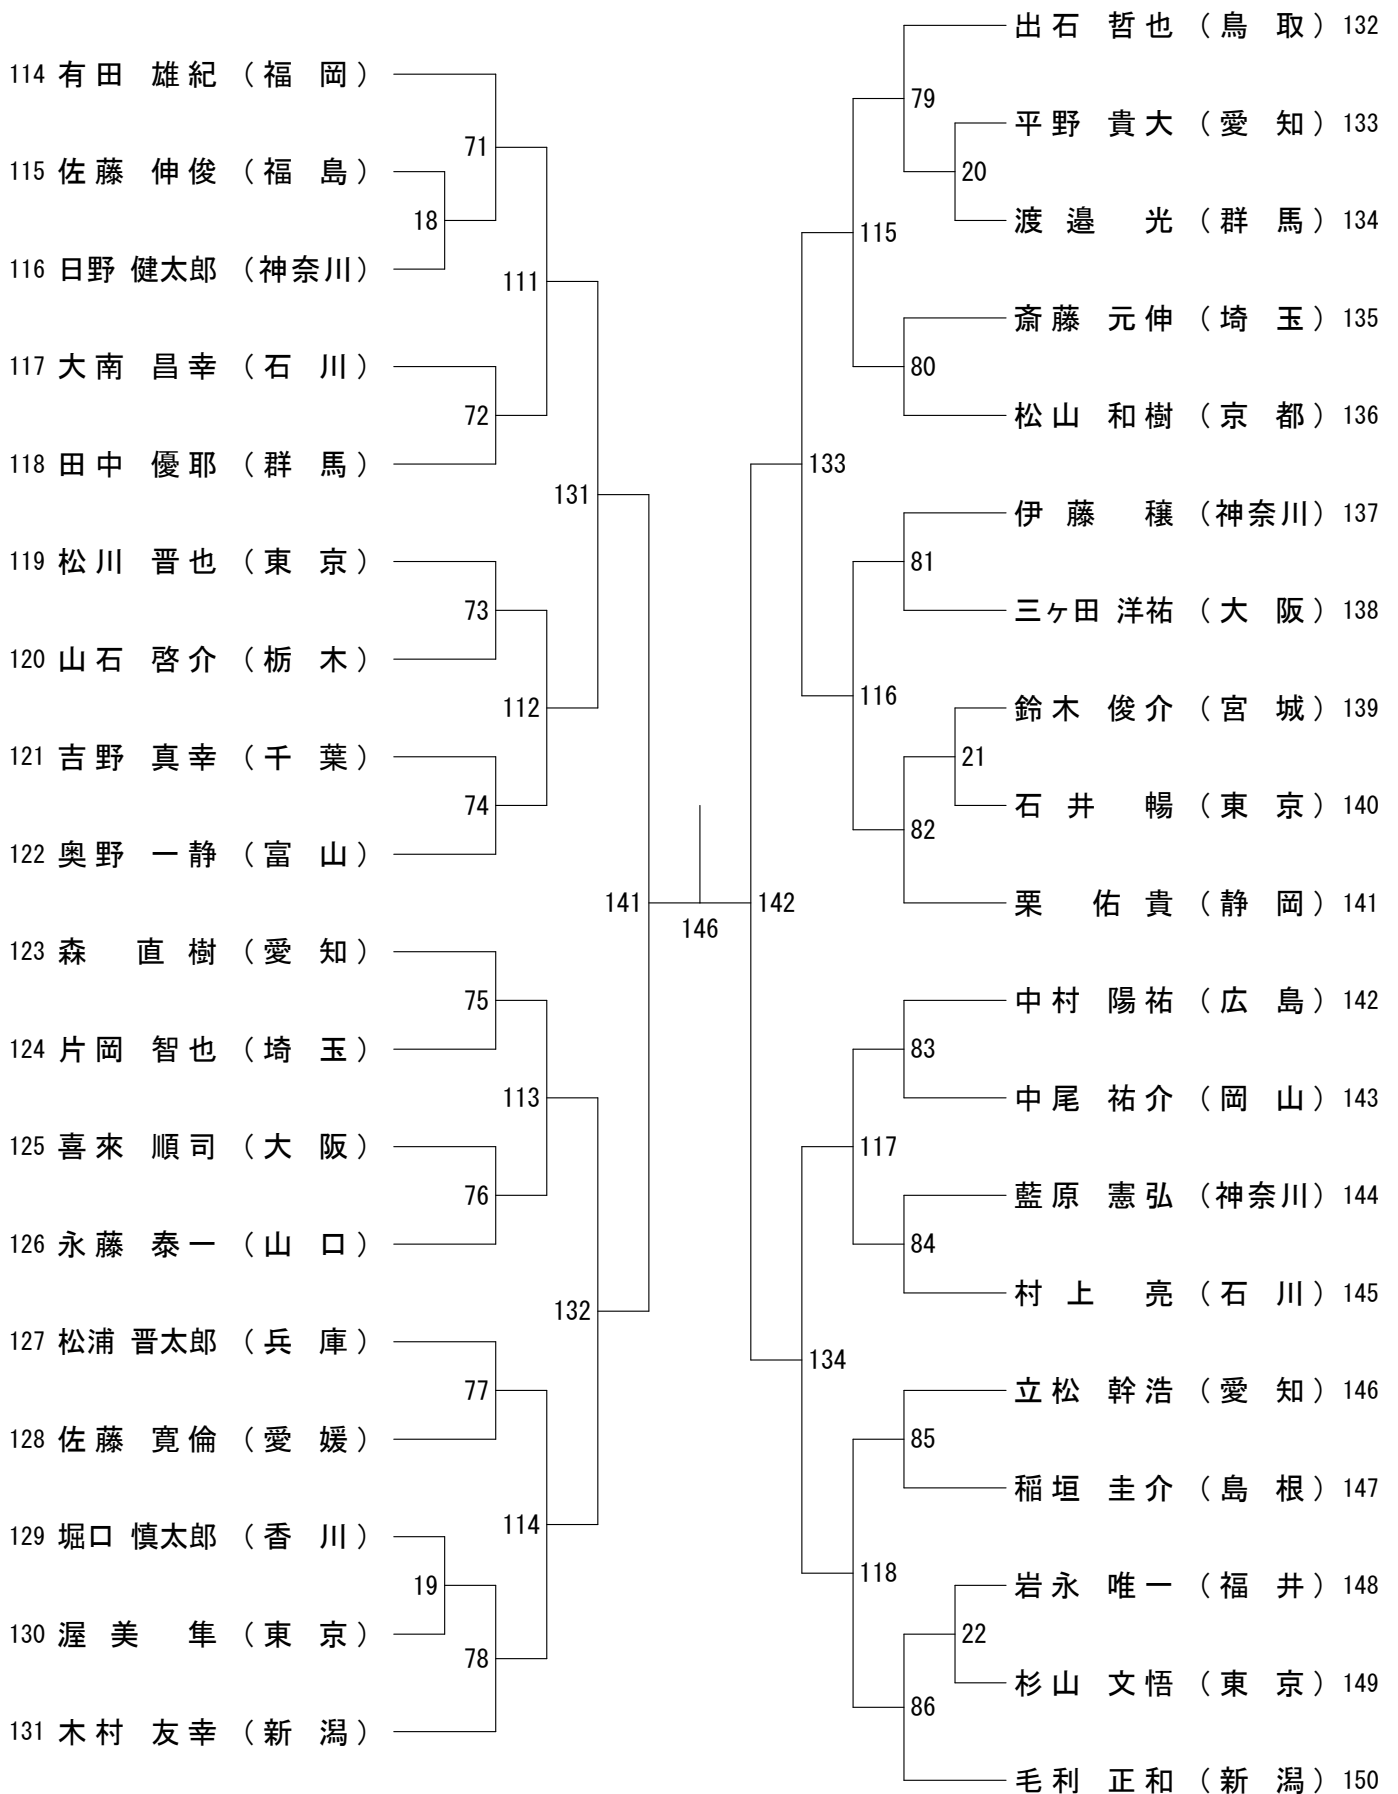 114 有田 雄紀 (福 岡)
115 佐藤 伸俊 (福 島)
116 日野 健太郎 (神奈川)
117 大南 昌幸 (石 川)
118 田中 優耶 (群 馬)
119 松川 晋也 (東 京)
120 山石 啓介 (栃 木)
121 吉野 真幸 (千 葉)
122 奥野 一静 (富 山)
123 森 直樹 (愛 知)
124 片岡 智也 (埼 玉)
125 喜來 順司 (大 阪)
126 永藤 泰一 (山 口)
127 松浦 晋太郎 (兵 庫)
128 佐藤 寛倫 (愛 媛)
129 堀口 慎太郎 (香 川)
130 渥美 隼 (東 京)
131 木村 友幸 (新 潟)
18
19
71
72
73
74
75
76
77
78
111
112
113
114
131
132
141
146
142
133
134
115
116
117
118
79
80
81
82
83
84
85
86
20
21
22
出石 哲也 (鳥 取) 132
平野 貴大 (愛 知) 133
渡邉 光 (群 馬) 134
斎藤 元伸 (埼 玉) 135
松山 和樹 (京 都) 136
伊藤 穣 (神奈川) 137
三ヶ田 洋祐 (大 阪) 138
鈴木 俊介 (宮 城) 139
石井 暢 (東 京) 140
栗 佑貴 (静 岡) 141
中村 陽祐 (広 島) 142
中尾 祐介 (岡 山) 143
藍原 憲弘 (神奈川) 144
村上 亮 (石 川) 145
立松 幹浩 (愛 知) 146
稲垣 圭介 (島 根) 147
岩永 唯一 (福 井) 148
杉山 文悟 (東 京) 149
毛利 正和 (新 潟) 150